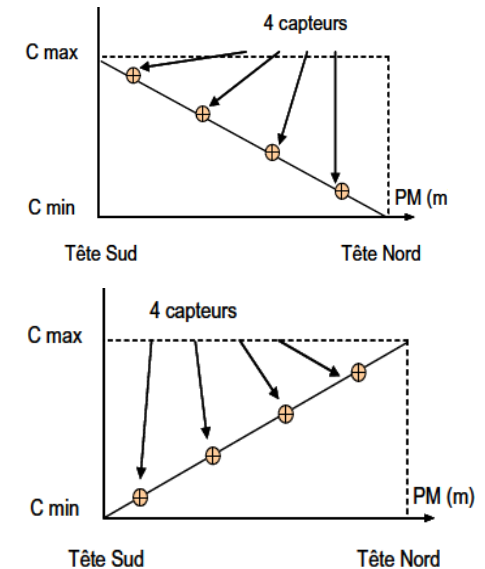 4 capteurs
C max
C min
PM (m
Tête Sud
Tête Nord
4 capteurs
C max
C min
PM (m)
Tête Sud
Tête Nord